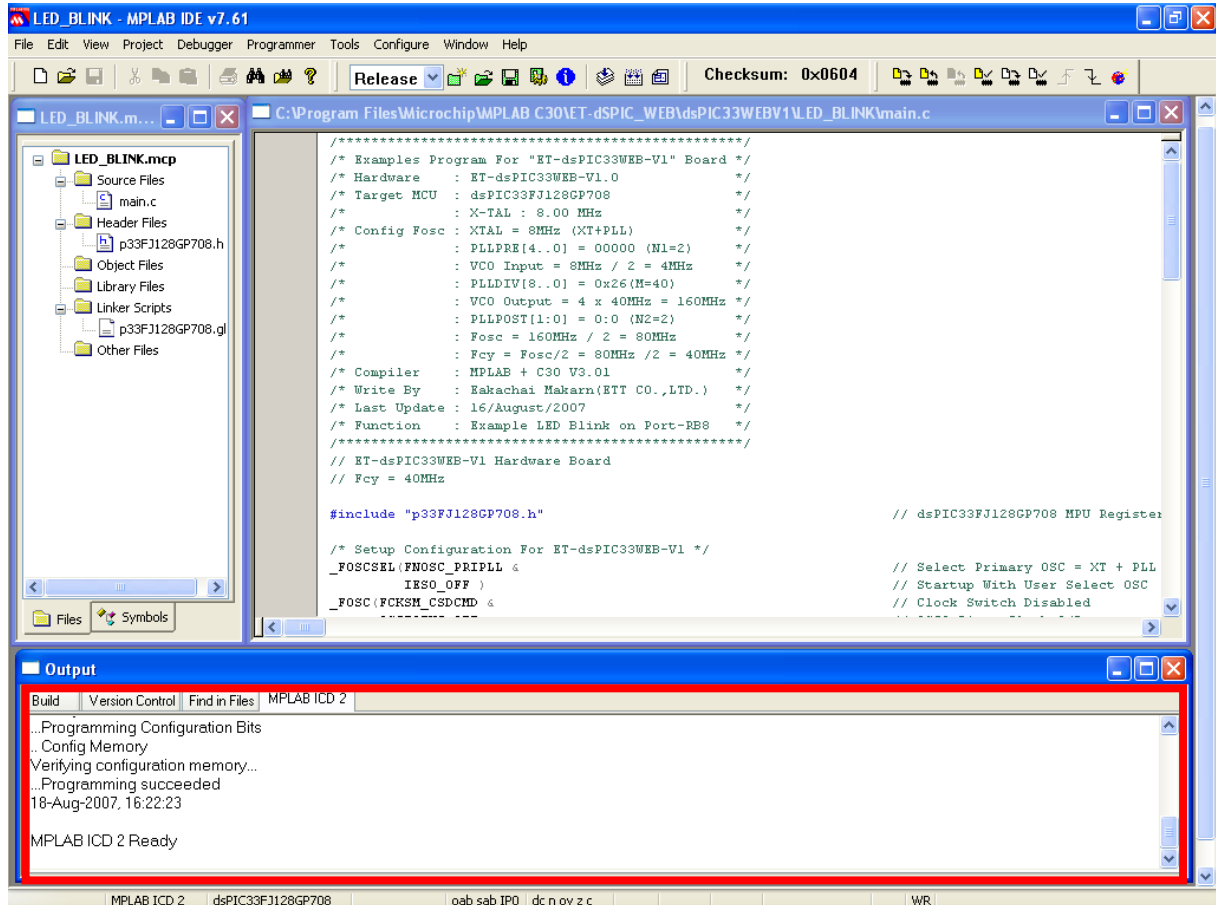 LED_BLINK - MPLAB IDE v7.61
File Edit View Project Debugger Programmer Tools Configure Window Help
Release Checksum: 0x0604
LED_BLINK.m...
LED_BLINK.mcp
Source Files
main.c
Header Files
p33FJ128GP708.h
Object Files
Library Files
Linker Scripts
p33FJ128GP708.gl
Other Files
Files Symbols
C:\Program Files\Microchip\MPLAB C30\ET-dSPIC_WEB\dsPIC33WEBV1\LED_BLINK\main.c
/*************************************************/
/* Examples Program For "ET-dsPIC33WEB-V1" Board */
/* Hardware : ET-dsPIC33WEB-V1.0 */
/* Target MCU : dsPIC33FJ128GP708 */
/* : X-TAL : 8.00 MHz */
/* Config Fosc : XTAL = 8MHz (XT+PLL) */
/* : PLLPRE[4..0] = 00000 (N1=2) */
/* : VCO Input = 8MHz / 2 = 4MHz */
/* : PLLDIV[8..0] = 0x26(M=40) */
/* : VCO Output = 4 x 40MHz = 160MHz */
/* : PLLPOST[1:0] = 0:0 (N2=2) */
/* : Fosc = 160MHz / 2 = 80MHz */
/* : Fcy = Fosc/2 = 80MHz /2 = 40MHz */
/* Compiler : MPLAB + C30 V3.01 */
/* Write By : Eakachai Makarn(ETT CO.,LTD.) */
/* Last Update : 16/August/2007 */
/* Function : Example LED Blink on Port-RB8 */
/*************************************************/
// ET-dsPIC33WEB-V1 Hardware Board
// Fcy = 40MHz
#include "p33FJ128GP708.h" // dsPIC33FJ128GP708 MPU Register
/* Setup Configuration For ET-dsPIC33WEB-V1 */
_FOSCSEL(FNOSC_PRIPLL & // Select Primary OSC = XT + PLL
IESO_OFF ) // Startup With User Select OSC
_FOSC(FCKSM_CSDCMD & // Clock Switch Disabled
Output
Build Version Control Find in Files MPLAB ICD 2
...Programming Configuration Bits
.. Config Memory
Verifying configuration memory...
...Programming succeeded
18-Aug-2007, 16:22:23
MPLAB ICD 2 Ready
MPLAB ICD 2 dsPIC33FJ128GP708 oab sab IP0 dc n ov z c WR